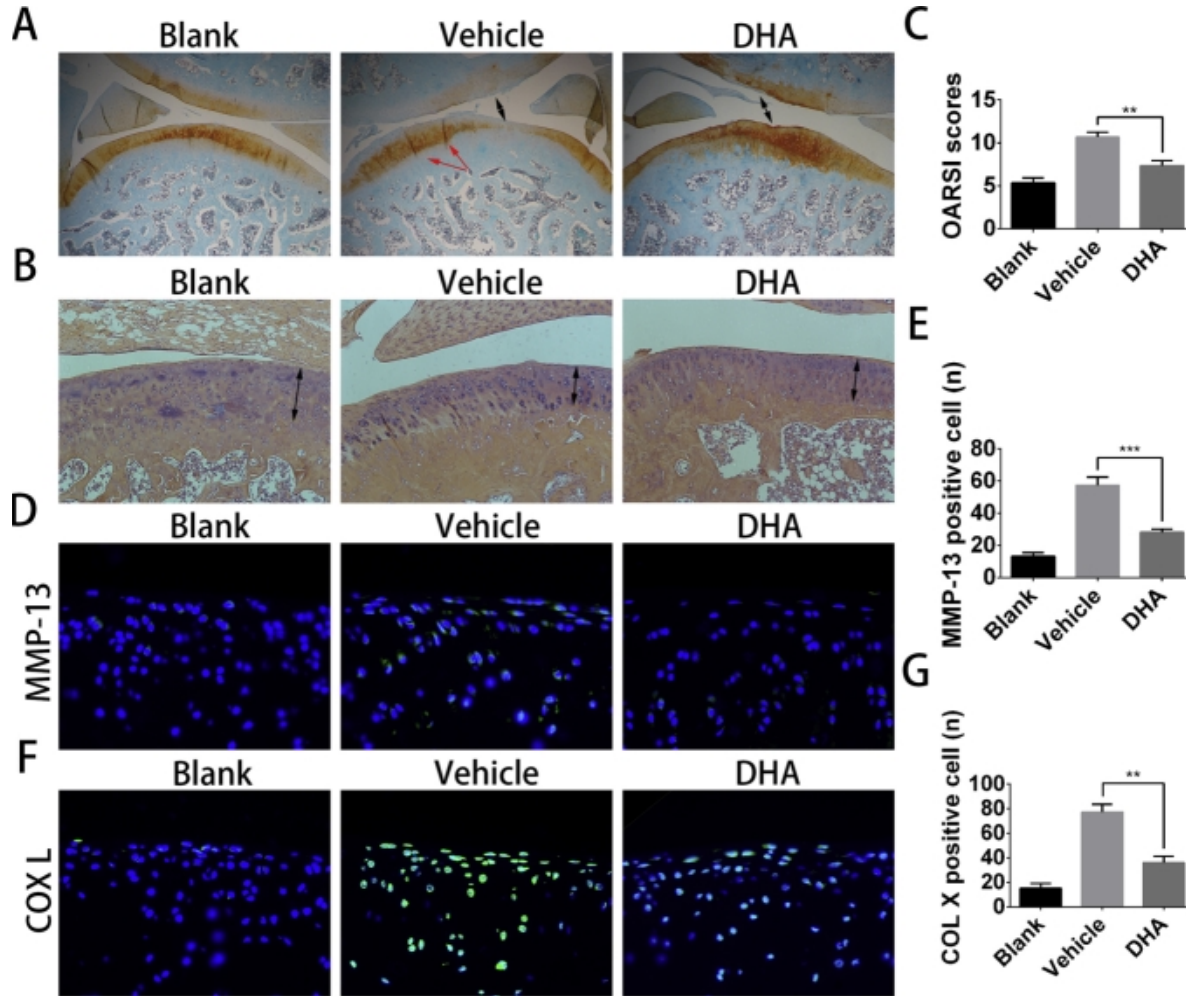 A
Blank
Vehicle
DHA
B
Blank
Vehicle
DHA
D
Blank
Vehicle
DHA
MMP-13
F
Blank
Vehicle
DHA
COX L
C
OARSI scores
15
10
5
0
**
Blank
Vehicle
DHA
E
MMP-13 positive cell (n)
80
60
40
20
0
***
Blank
Vehicle
DHA
G
COL X positive cell (n)
100
80
60
40
20
0
**
Blank
Vehicle
DHA